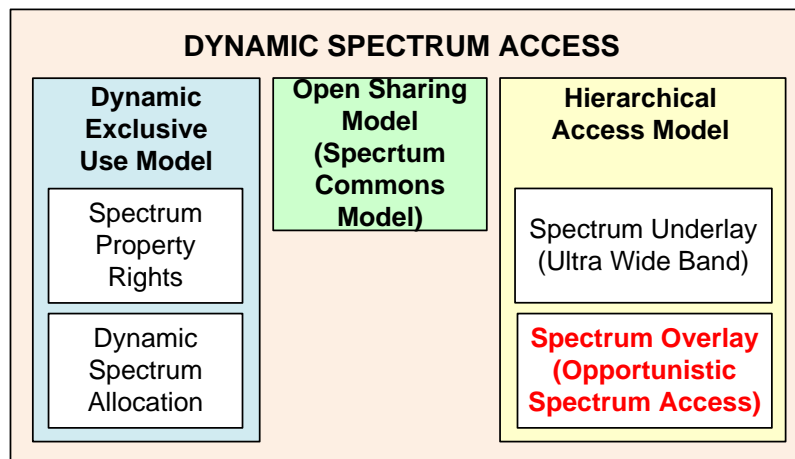 DYNAMIC SPECTRUM ACCESS
Dynamic
Exclusive
Use Model
Spectrum
Property
Rights
Dynamic
Spectrum
Allocation
Open Sharing
Model
(Specrtum
Commons
Model)
Hierarchical
Access Model
Spectrum Underlay
(Ultra Wide Band)
Spectrum Overlay
(Opportunistic
Spectrum Access)